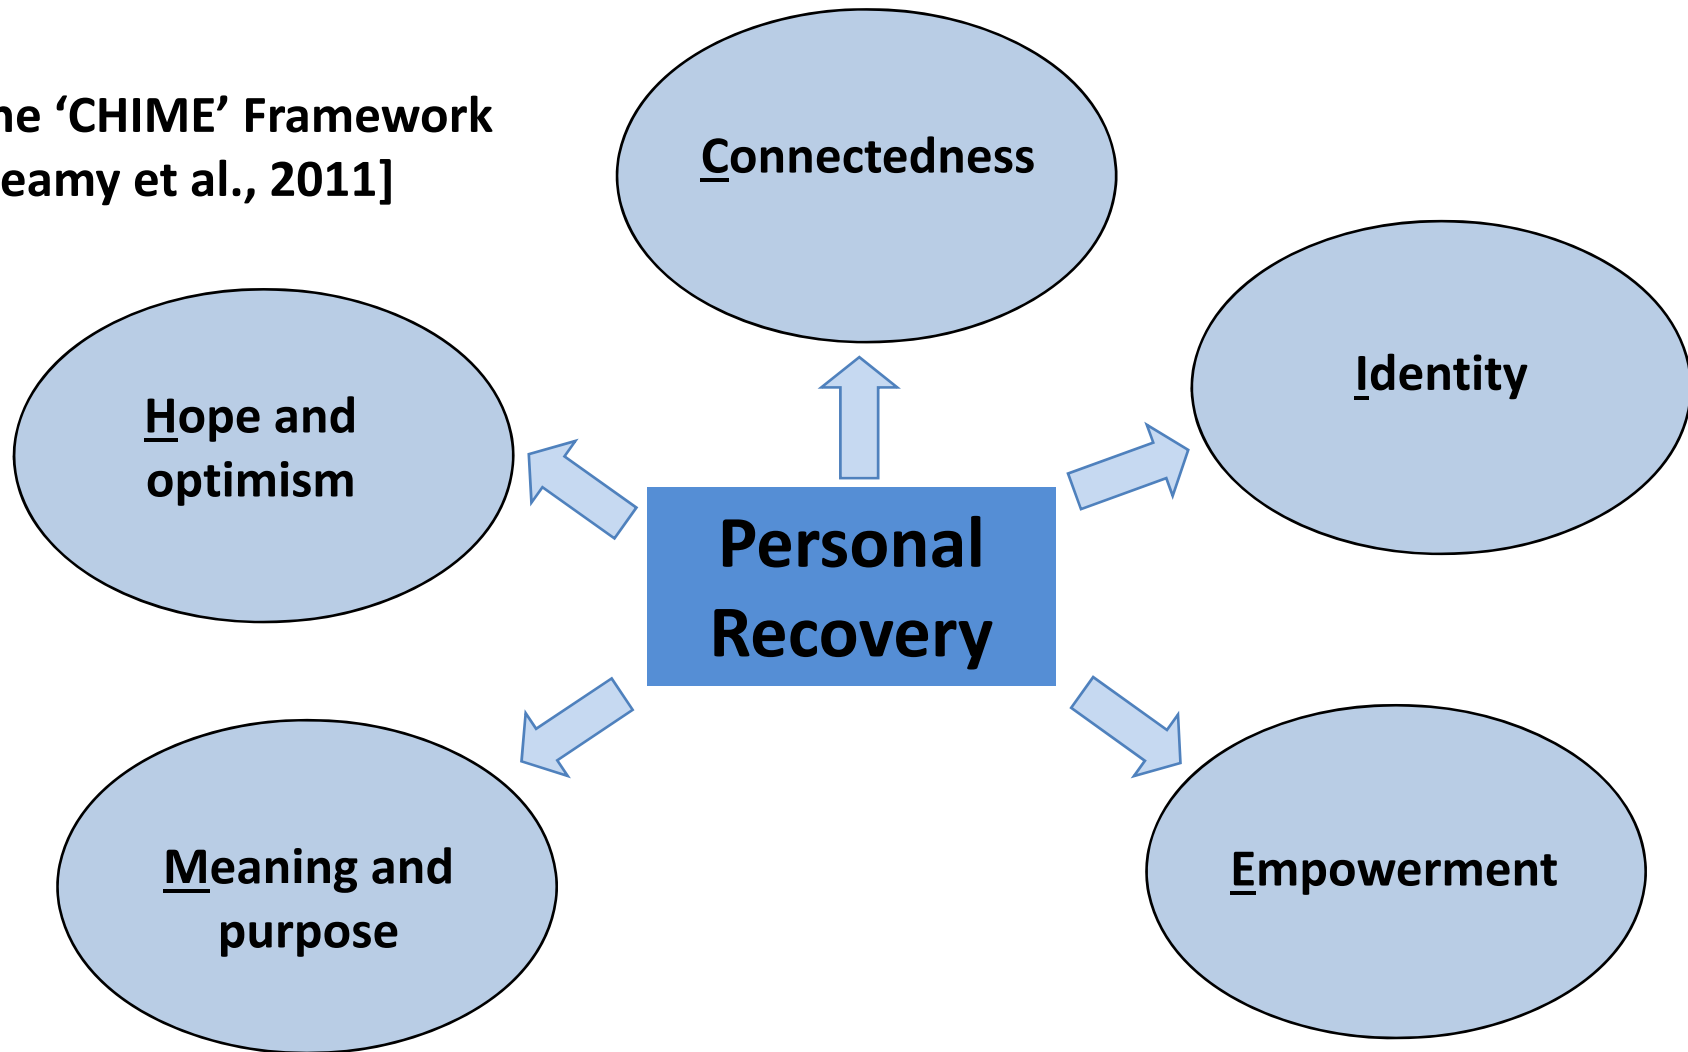 he ‘CHIME’ Framework
eamy et al., 2011]
Connectedness
Identity
Hope and
optimism
Personal
Recovery
Meaning and
purpose
Empowerment